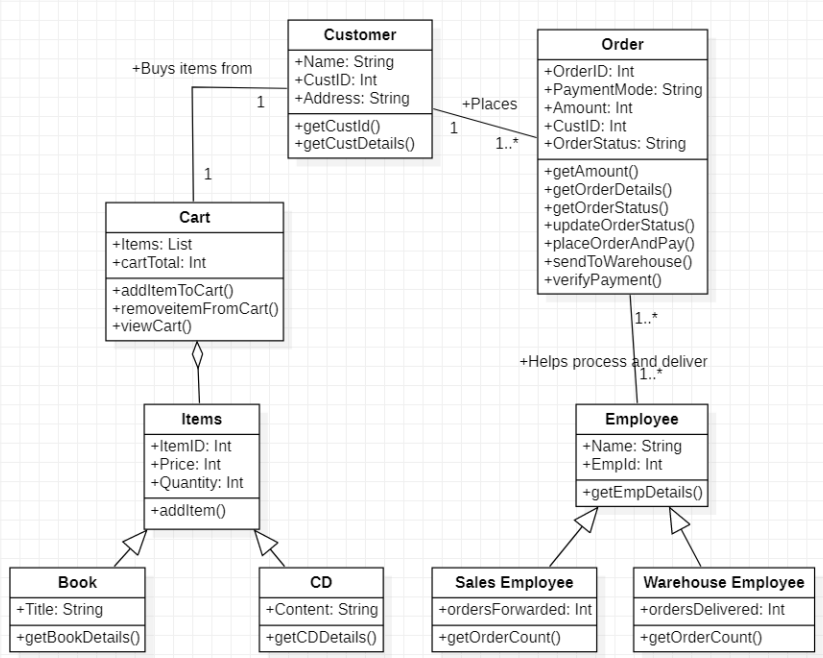 Customer
+Name: String
+CustID: Int
+Address: String
+getCustId()
+getCustDetails()
Order
+OrderID: Int
+PaymentMode: String
+Amount: Int
+CustID: Int
+OrderStatus: String
+getAmount()
+getOrderDetails()
+getOrderStatus()
+updateOrderStatus()
+placeOrderAndPay()
+sendToWarehouse()
+verifyPayment()
+Buys items from
1
1
+Places
1
1..*
Cart
+Items: List
+cartTotal: Int
+addItemToCart()
+removeitemFromCart()
+viewCart()
1..*
+Helps process and deliver
1..*
Items
+ItemID: Int
+Price: Int
+Quantity: Int
+addItem()
Employee
+Name: String
+EmpId: Int
+getEmpDetails()
Book
+Title: String
+getBookDetails()
CD
+Content: String
+getCDDetails()
Sales Employee
+ordersForwarded: Int
+getOrderCount()
Warehouse Employee
+ordersDelivered: Int
+getOrderCount()